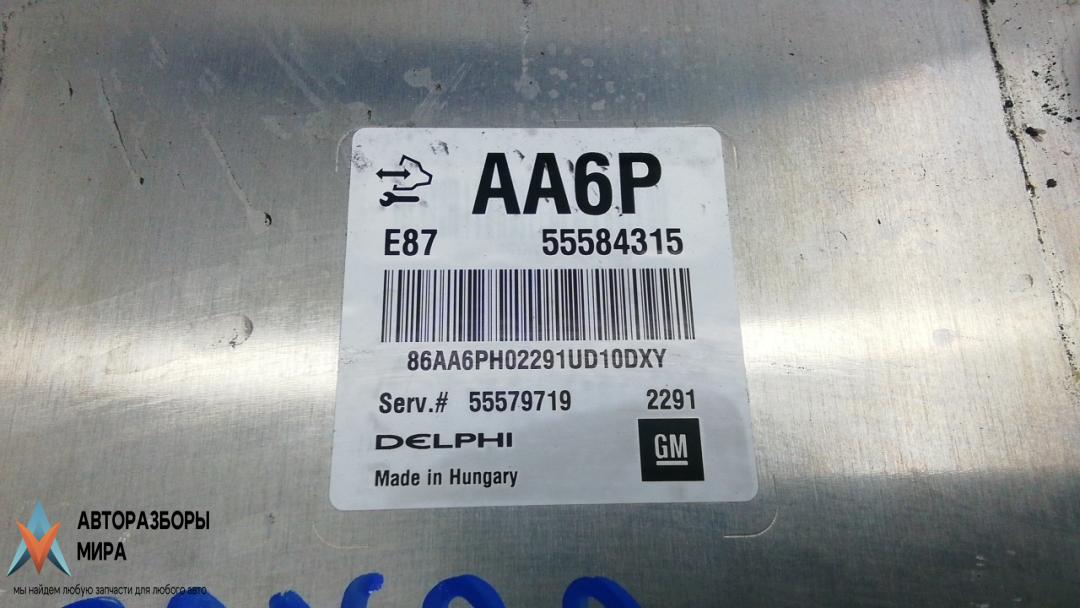 AA6P
E87 55584315
86AA6PH02291UD10DXY
Serv.# 55579719 2291
DELPHI
GM
Made in Hungary
АВТОРАЗБОРЫ
МИРА
мы найдем любую запчасти для любого авто